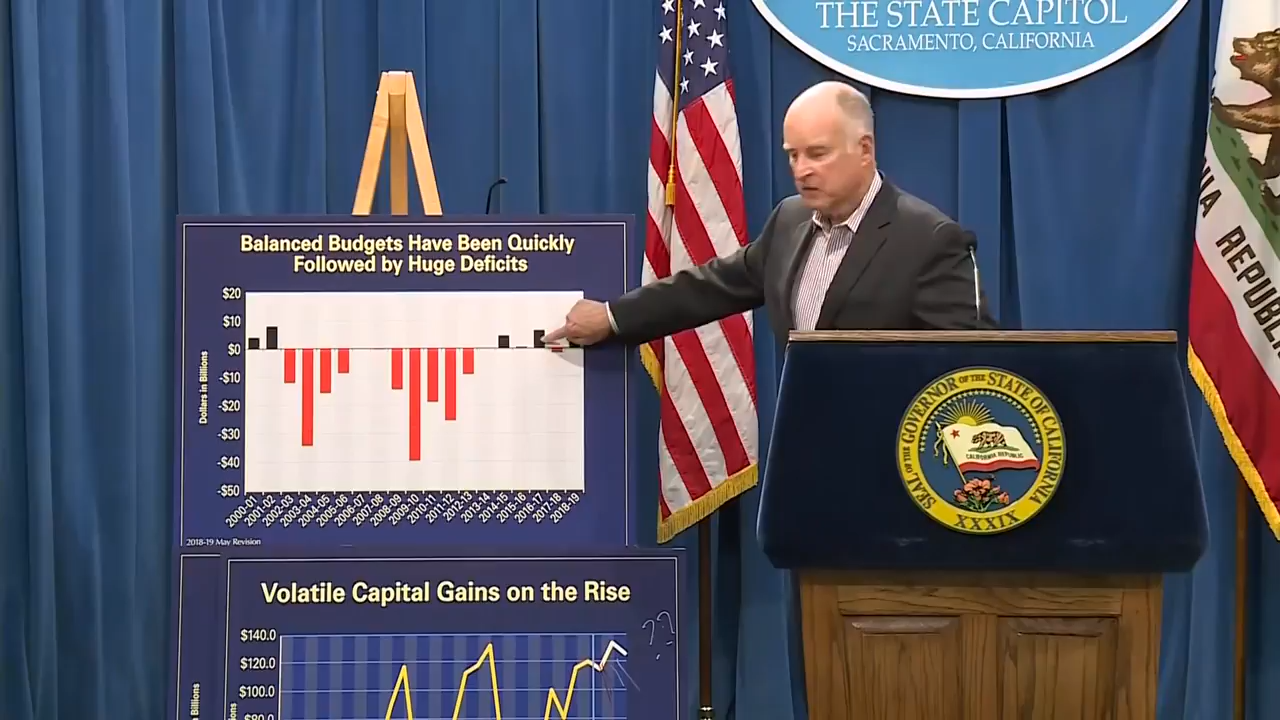 THE STATE CAPITOL
SACRAMENTO, CALIFORNIA
Balanced Budgets Have Been Quickly
Followed by Huge Deficits
$20
$10
$0
-$10
-$20
-$30
-$40
-$50
Dollars in Billions
2000-01
2001-02
2002-03
2003-04
2004-05
2005-06
2006-07
2007-08
2008-09
2009-10
2010-11
2011-12
2012-13
2013-14
2014-15
2015-16
2016-17
2017-18
2018-19
2018-19 May Revision
Volatile Capital Gains on the Rise
??
$140.0
$120.0
$100.0
$80.0
Billions
SEAL OF THE GOVERNOR OF THE STATE OF CALIFORNIA
CALIFORNIA REPUBLIC
XXXIX
REPUBL